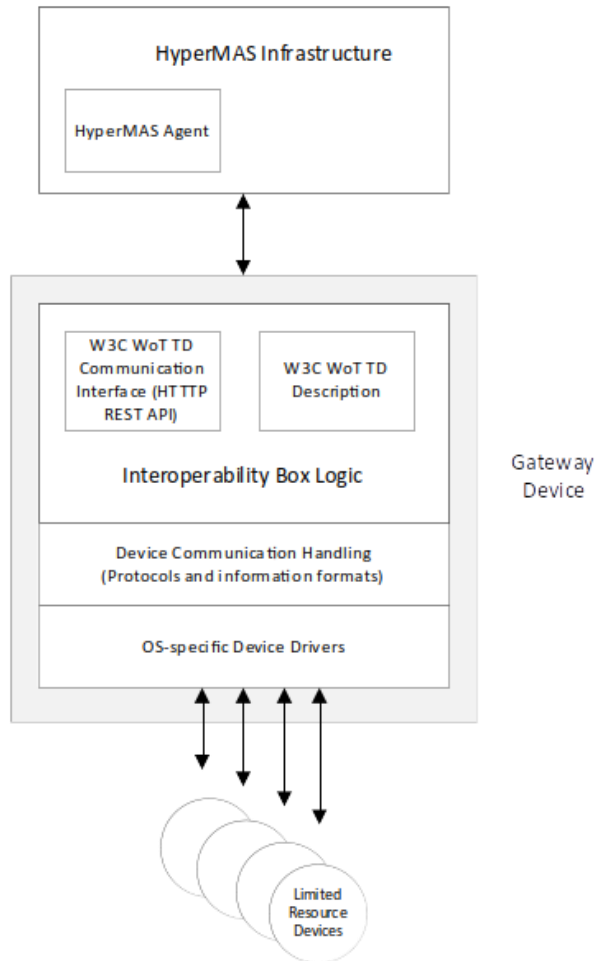 HyperMAS Infrastructure
HyperMAS Agent
W3C WoT TD
Communication
Interface (HTTTP
REST API)
W3C WoT TD
Description
Interoperability Box Logic
Gateway
Device
Device Communication Handling
(Protocols and information formats)
OS-specific Device Drivers
Limited
Resource
Devices